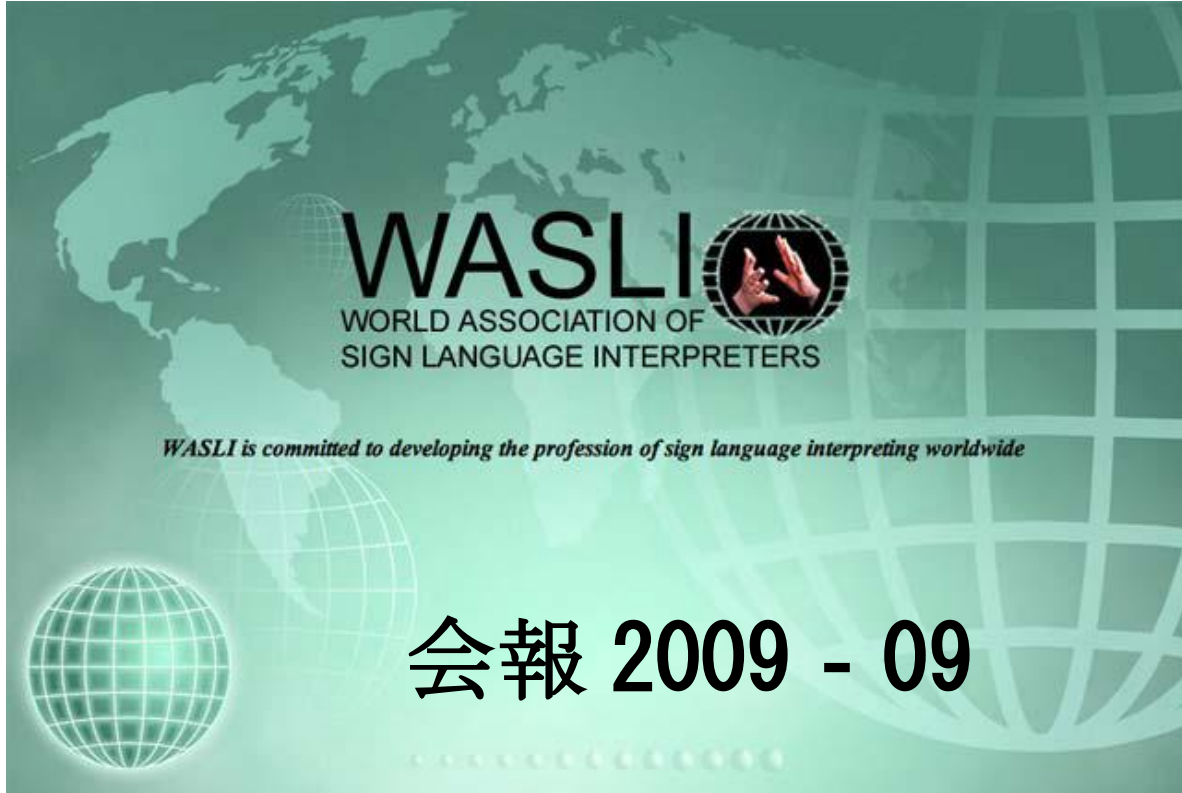 WASLI
WORLD ASSOCIATION OF
SIGN LANGUAGE INTERPRETERS
WASLI is committed to developing the profession of sign language interpreting worldwide
会報 2009 - 09